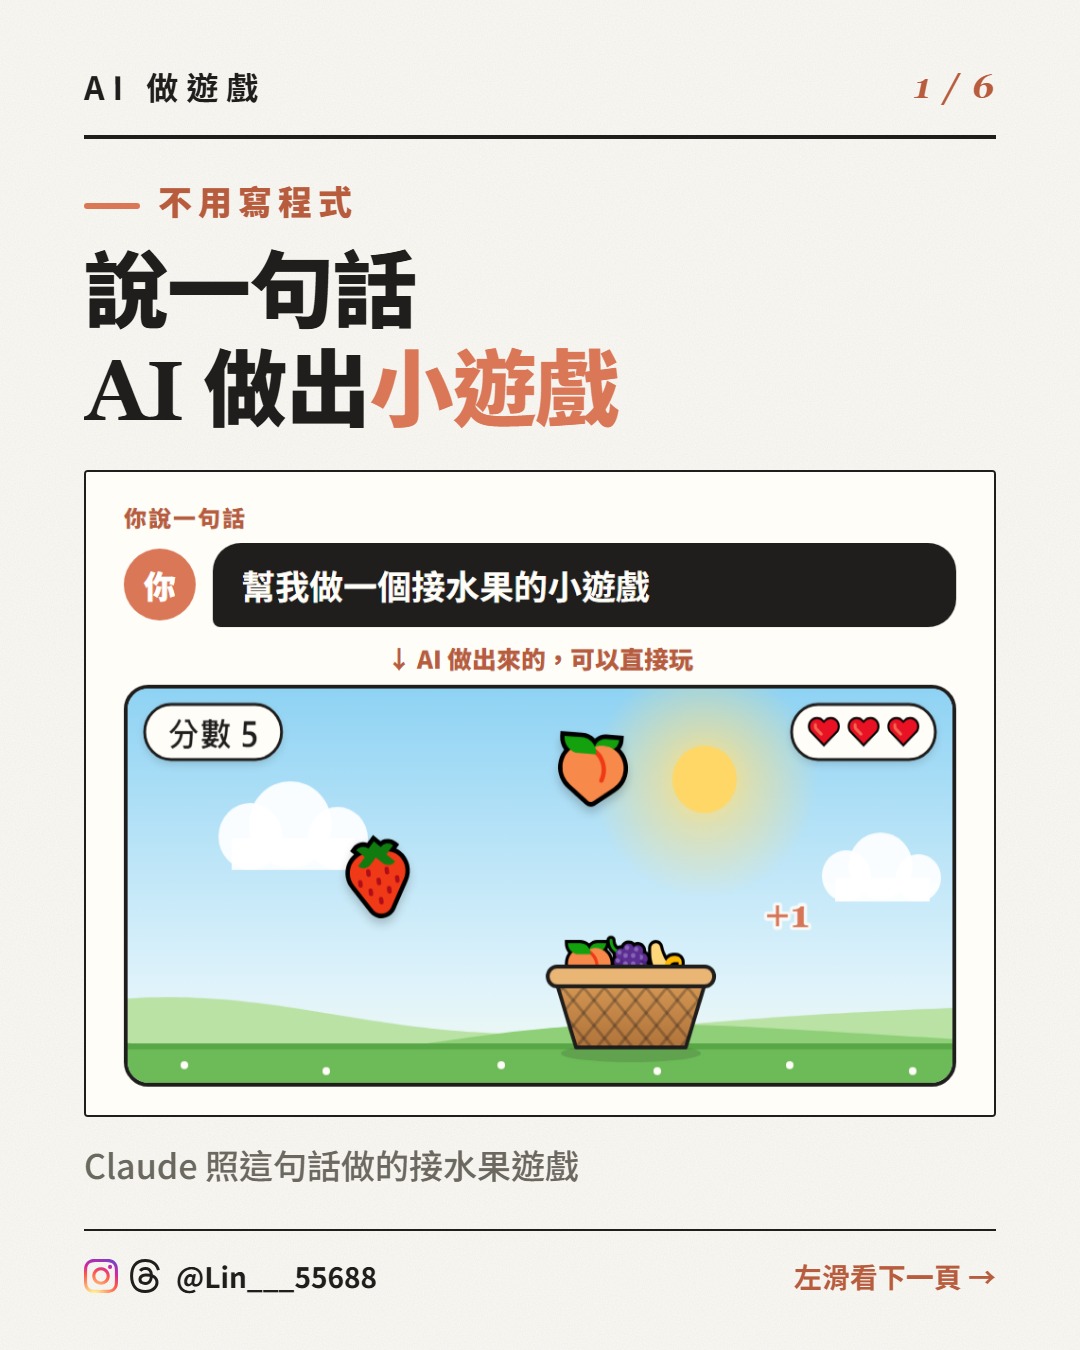 AI 做遊戲
1 / 6
不用寫程式
說一句話
AI 做出小遊戲
你說一句話
你
幫我做一個接水果的小遊戲
↓ AI 做出來的，可以直接玩
分數 5
+1
Claude 照這句話做的接水果遊戲
@Lin___55688
左滑看下一頁 →